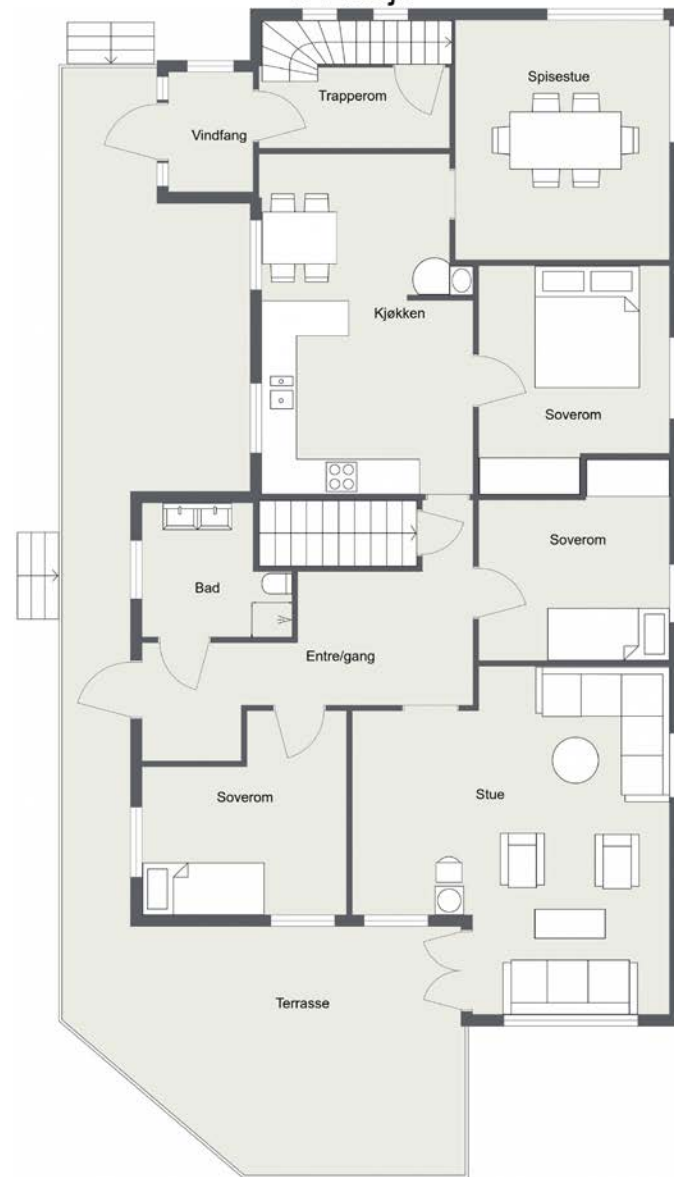 Spisestue
Trapperom
Vindfang
Kjøkken
Soverom
Soverom
Bad
Entre/gang
Soverom
Stue
Terrasse